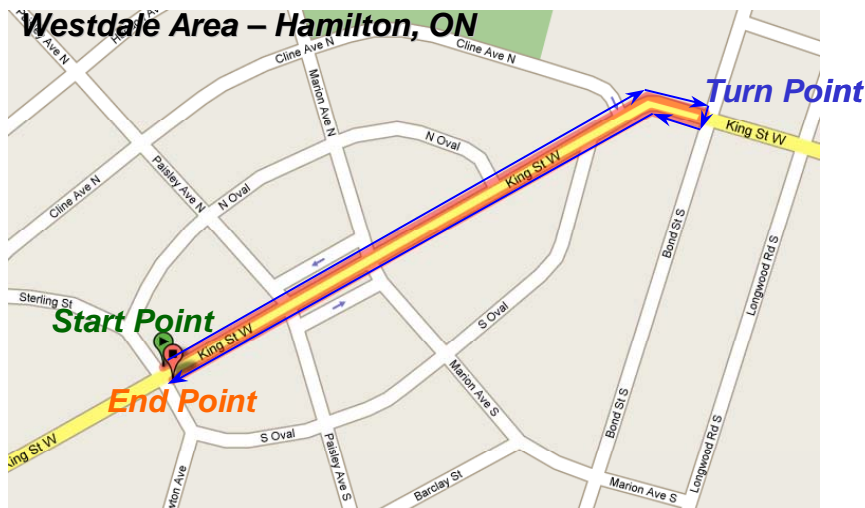 Westdale Area – Hamilton, ON
Paisley Ave N
Cline Ave N
Cline Ave N
Marion Ave N
Turn Point
King St W
N Oval
Paisley Ave N
King St W
Cline Ave N
N Oval
Bond St S
Longwood Rd S
Sterling St
Start Point
S Oval
King St W
Marion Ave S
End Point
Bond St S
S Oval
Longwood Rd S
King St W
Paisley Ave S
Barclay St
Marion Ave S